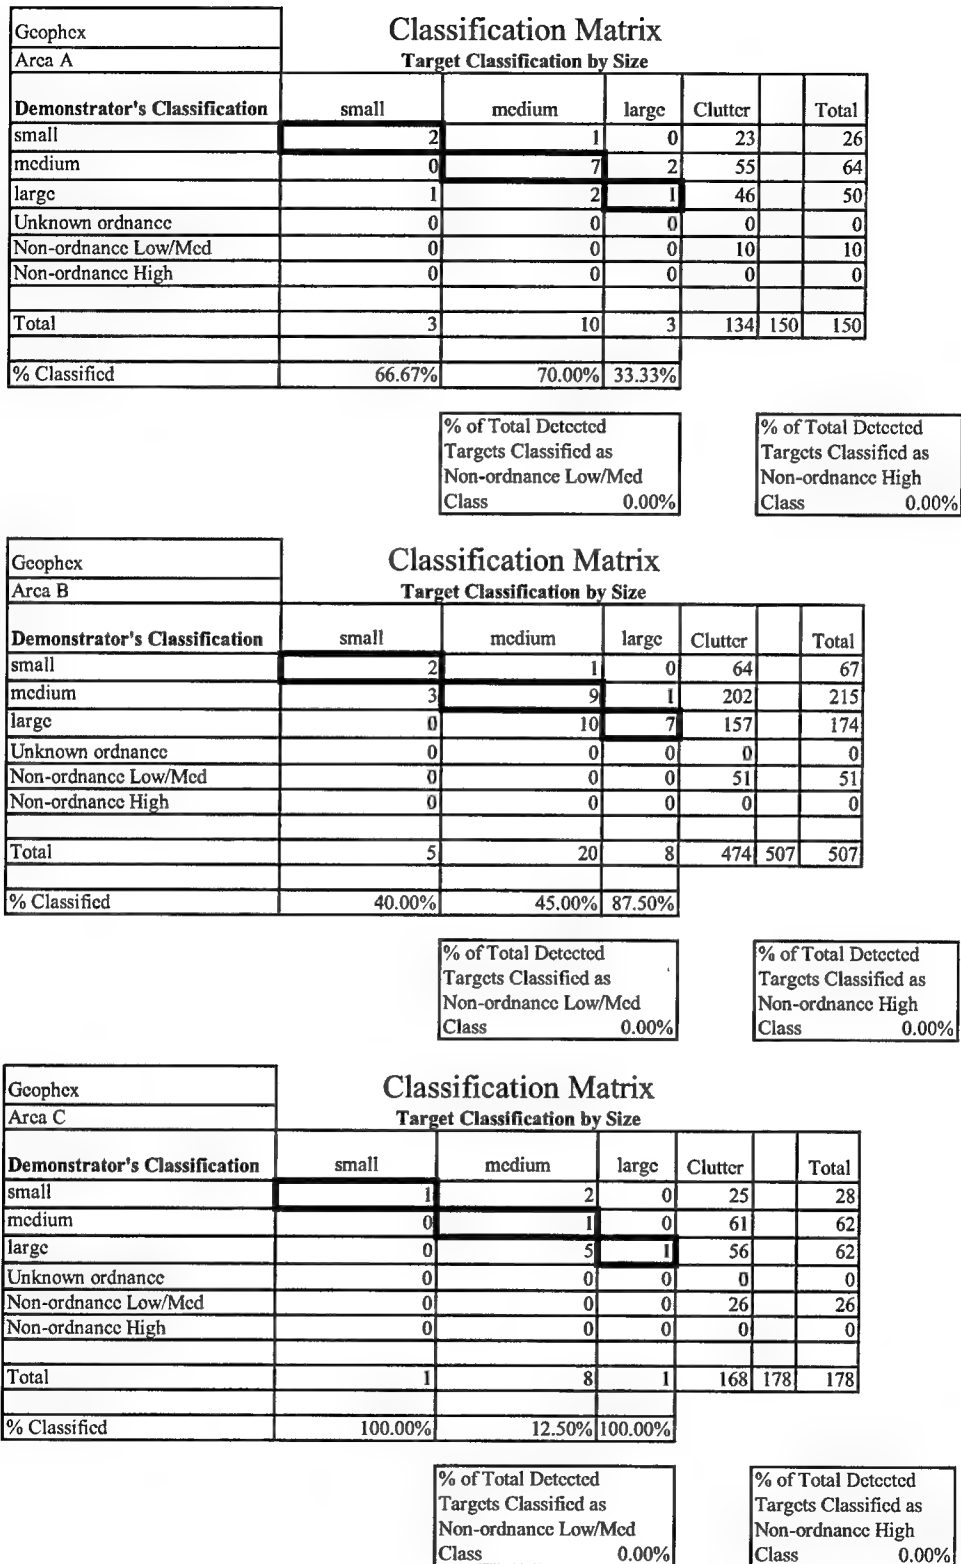 Geophex
Classification Matrix
Area A
Target Classification by Size
Demonstrator's Classification small medium large Clutter Total
small 2 1 0 23 26
medium 0 7 2 55 64
large 1 2 1 46 50
Unknown ordnance 0 0 0 0 0
Non-ordnance Low/Med 0 0 0 10 10
Non-ordnance High 0 0 0 0 0
Total 3 10 3 134 150 150
% Classified 66.67% 70.00% 33.33%
% of Total Detected
Targets Classified as
Non-ordnance Low/Med
Class 0.00%
% of Total Detected
Targets Classified as
Non-ordnance High
Class 0.00%
Geophex
Classification Matrix
Area B
Target Classification by Size
Demonstrator's Classification small medium large Clutter Total
small 2 1 0 64 67
medium 3 9 1 202 215
large 0 10 7 157 174
Unknown ordnance 0 0 0 0 0
Non-ordnance Low/Med 0 0 0 51 51
Non-ordnance High 0 0 0 0 0
Total 5 20 8 474 507 507
% Classified 40.00% 45.00% 87.50%
% of Total Detected
Targets Classified as
Non-ordnance Low/Med
Class 0.00%
% of Total Detected
Targets Classified as
Non-ordnance High
Class 0.00%
Geophex
Classification Matrix
Area C
Target Classification by Size
Demonstrator's Classification small medium large Clutter Total
small 1 2 0 25 28
medium 0 1 0 61 62
large 0 5 1 56 62
Unknown ordnance 0 0 0 0 0
Non-ordnance Low/Med 0 0 0 26 26
Non-ordnance High 0 0 0 0 0
Total 1 8 1 168 178 178
% Classified 100.00% 12.50% 100.00%
% of Total Detected
Targets Classified as
Non-ordnance Low/Med
Class 0.00%
% of Total Detected
Targets Classified as
Non-ordnance High
Class 0.00%